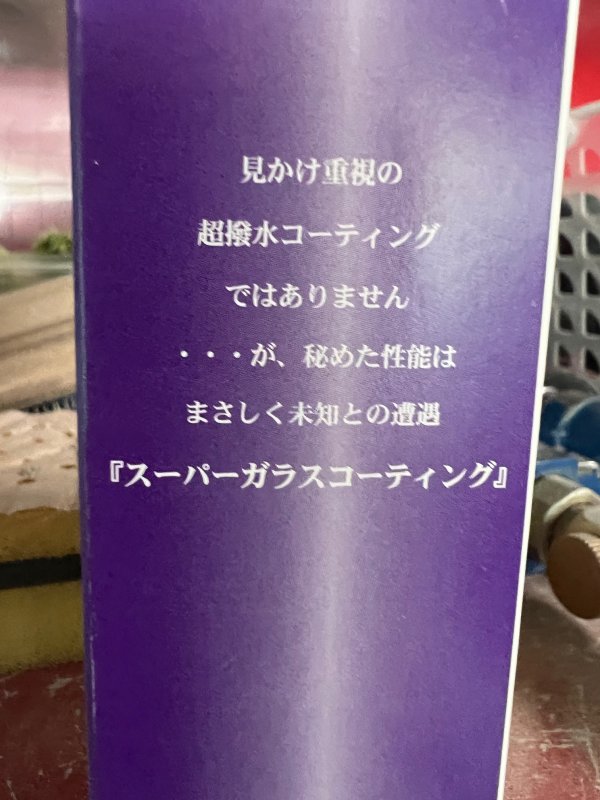 見かけ重視の
超撥水コーティング
ではありません
・・・が、秘めた性能は
まさしく未知との遭遇
『スーパーガラスコーティング』